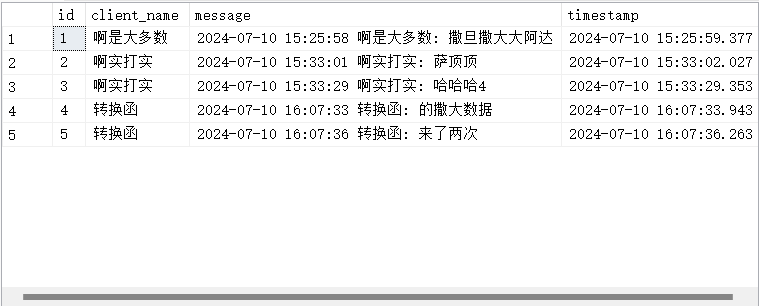 id client_name message timestamp
1 1 啊是大多数 2024-07-10 15:25:58 啊是大多数: 撒旦撒大大阿达 2024-07-10 15:25:59.377
2 2 啊实打实 2024-07-10 15:33:01 啊实打实: 萨顶顶 2024-07-10 15:33:02.027
3 3 啊实打实 2024-07-10 15:33:29 啊实打实: 哈哈哈4 2024-07-10 15:33:29.353
4 4 转换函 2024-07-10 16:07:33 转换函: 的撒大数据 2024-07-10 16:07:33.943
5 5 转换函 2024-07-10 16:07:36 转换函: 来了两次 2024-07-10 16:07:36.263